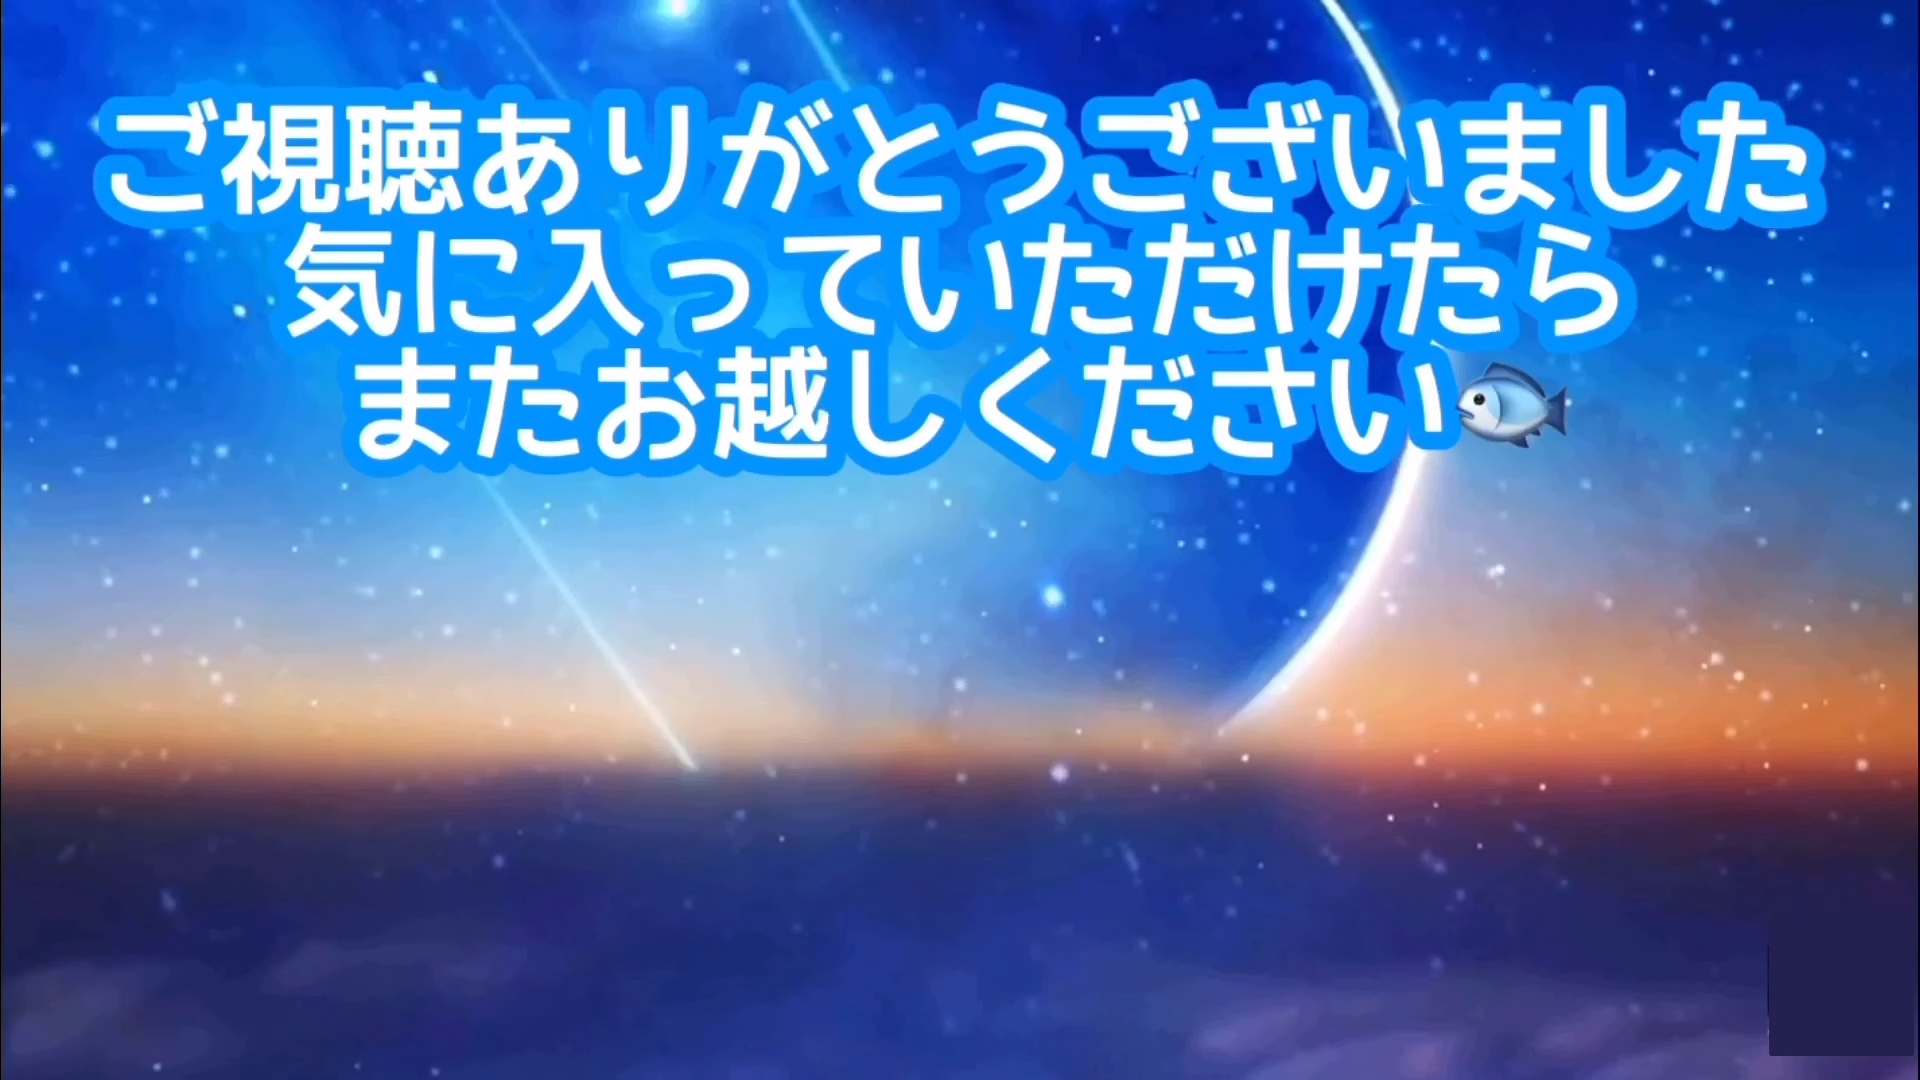 ご視聴ありがとうございました
気に入っていただけたら
またお越しください🐟